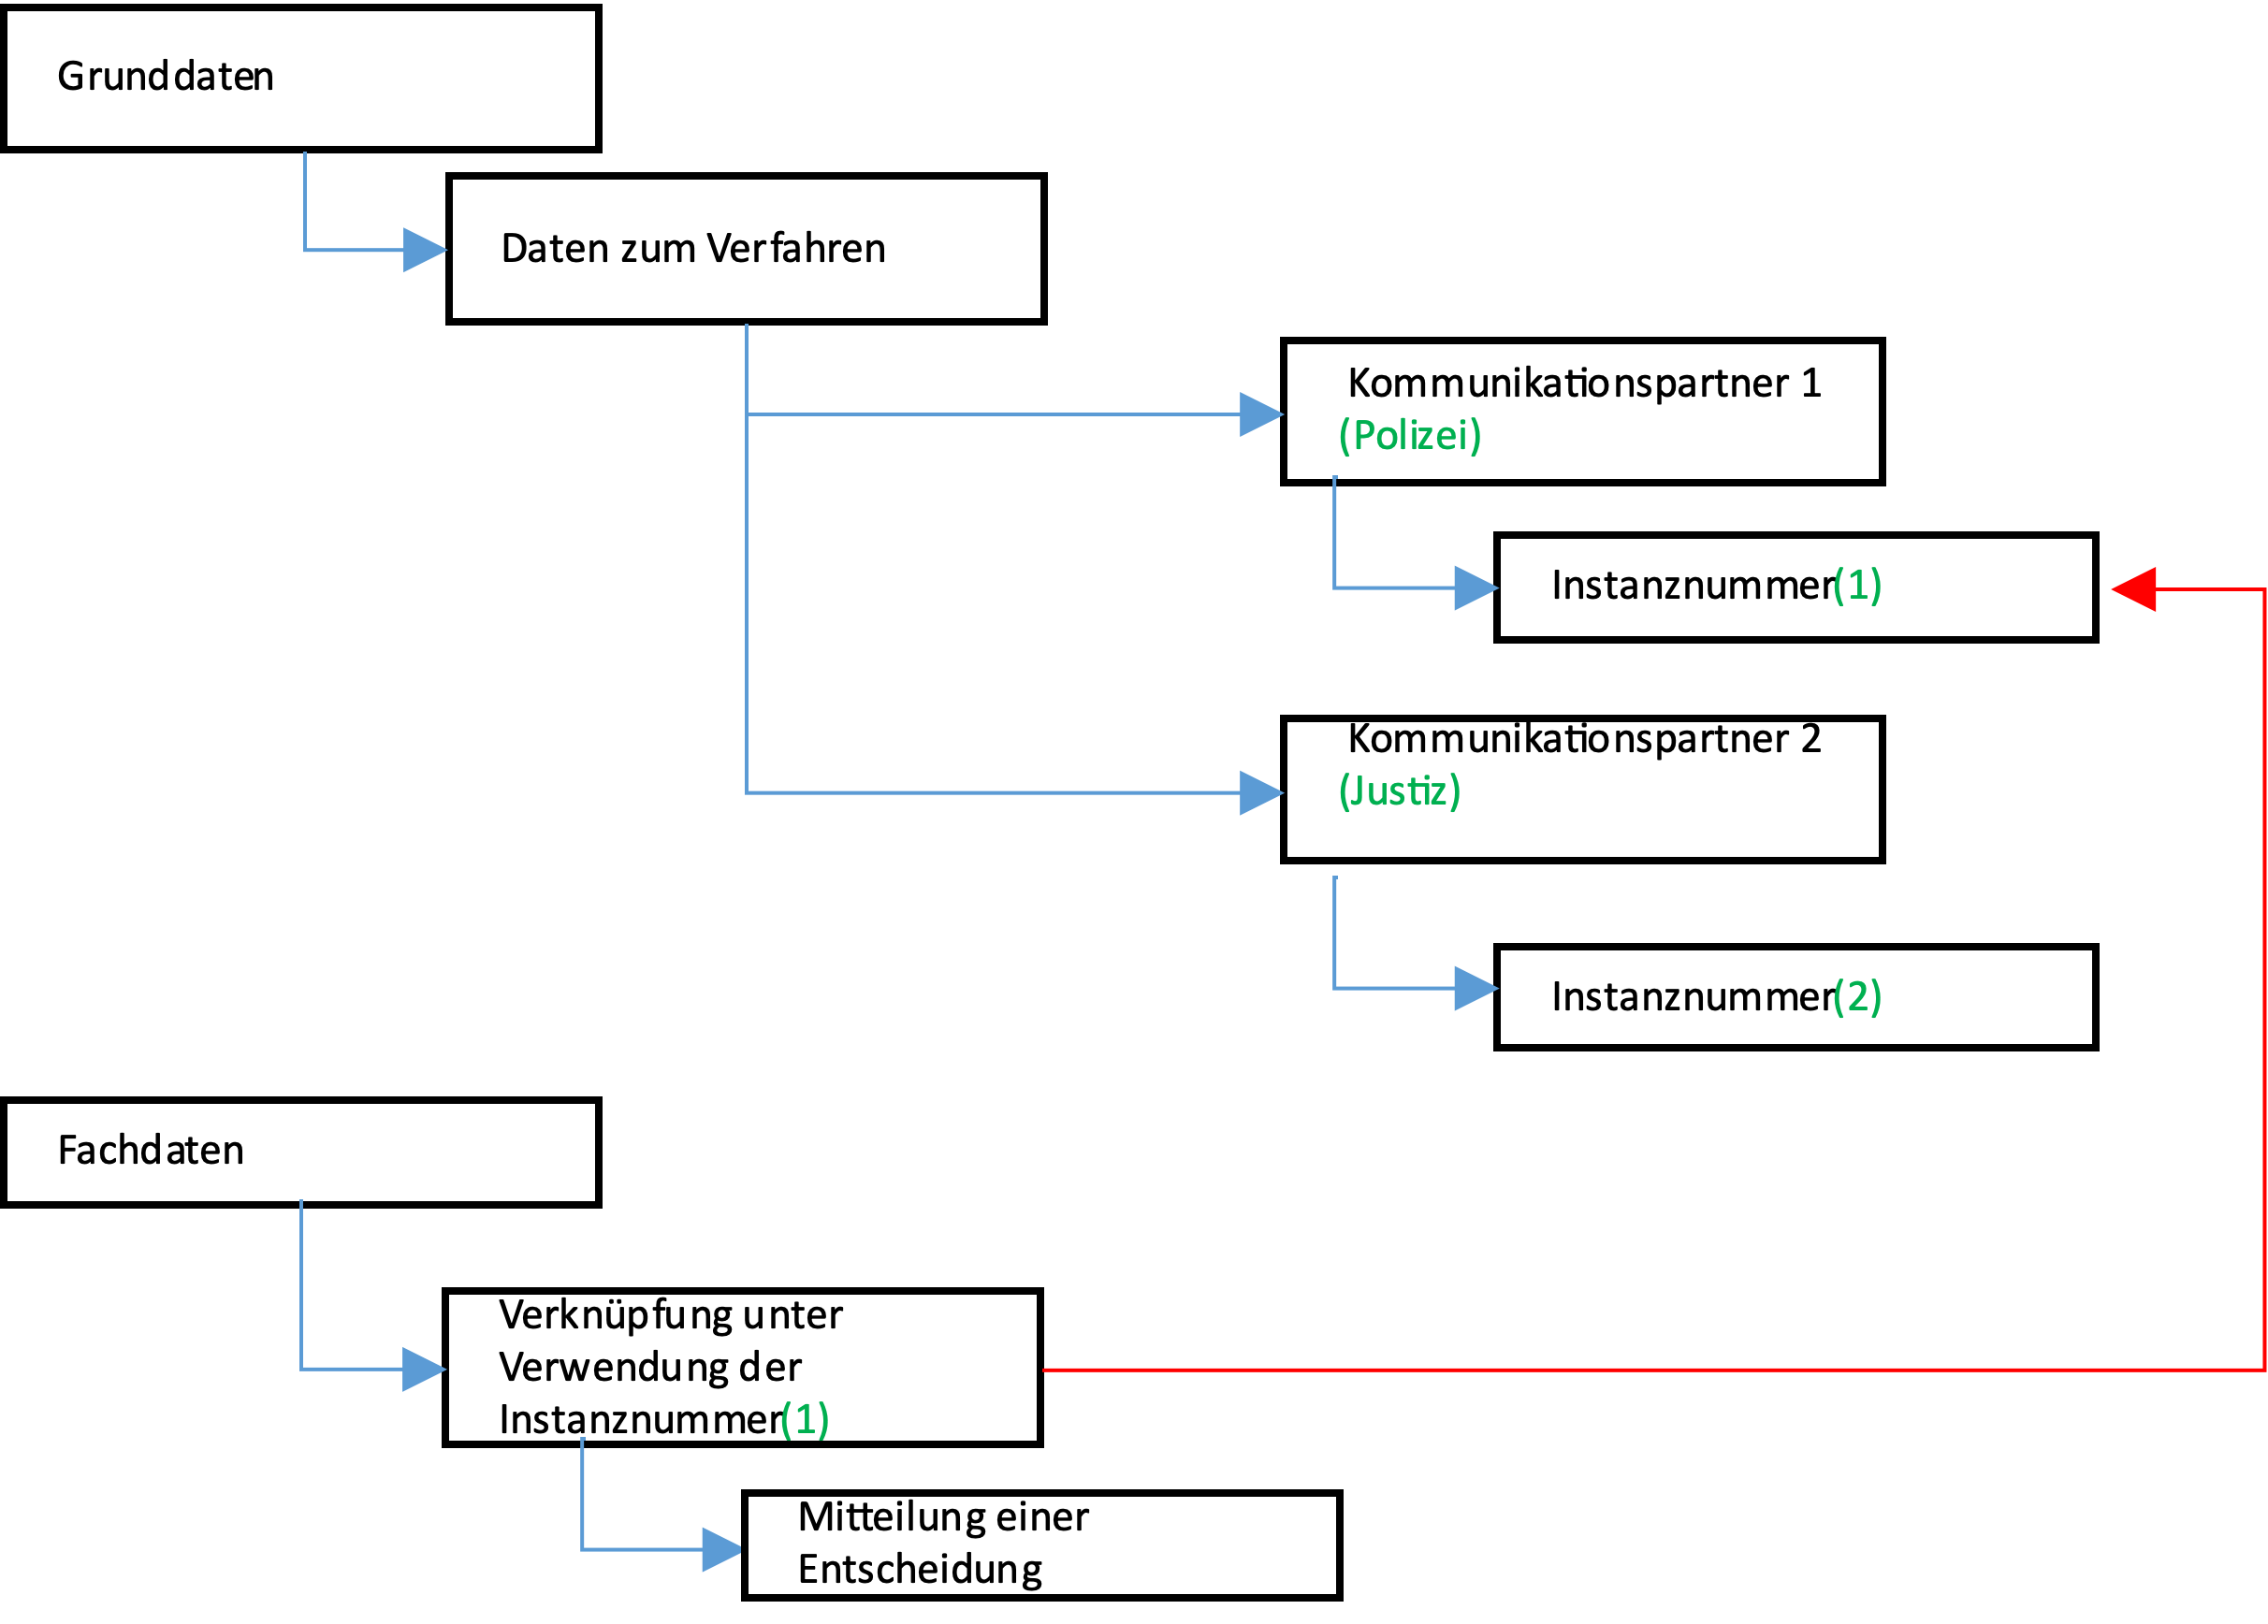 Grunddaten
Daten zum Verfahren
Kommunikationspartner 1
(Polizei)
Instanznummer(1)
Kommunikationspartner 2
(Justiz)
Instanznummer(2)
Fachdaten
Verknüpfung unter
Verwendung der
Instanznummer(1)
Mitteilung einer
Entscheidung